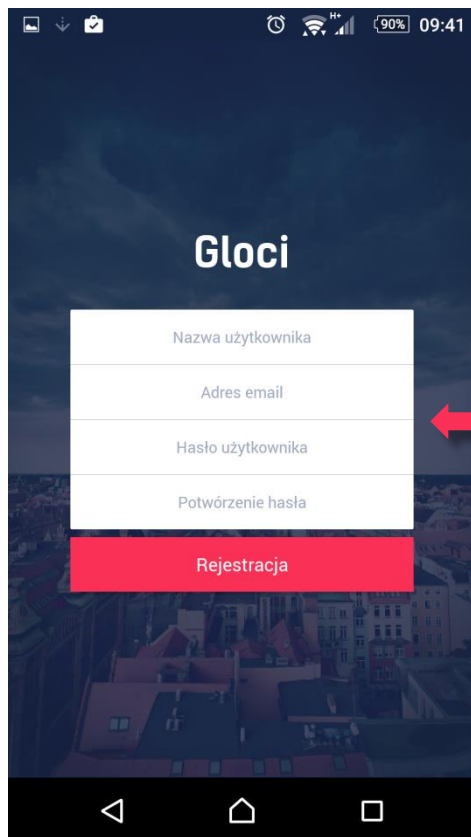 H+
90% 09:41
Gloci
Nazwa użytkownika
Adres email
Hasło użytkownika
Potwórzenie hasła
Rejestracja